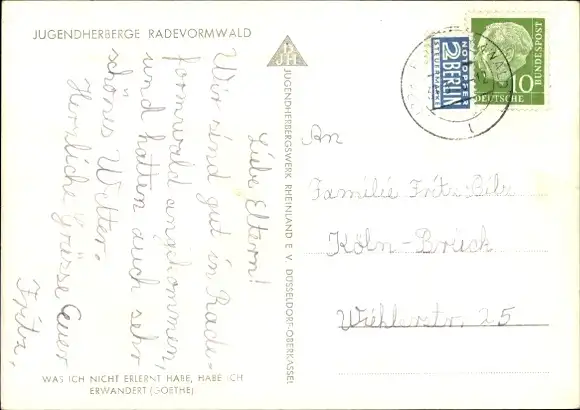 JUGENDHERBERGE RADEVORMWALD
Liebe Eltern!
Wir sind gut in Rade-
formwald angekommen,
und hatten auch sehr
schönes Wetter.
Herzliche Grüsse Euer
Fritz.
WAS ICH NICHT ERLERNT HABE, HABE ICH
ERWANDERT (GOETHE)
DJH
JUGENDHERBERGSWERK RHEINLAND E V DÜSSELDORF-OBERKASSEL
NOTOPFER
2 BERLIN
STEUERMARKE
10
DEUTSCHE
BUNDESPOST
An
Familie Fritz
Köln-Brück
Wiehlerstr. 25